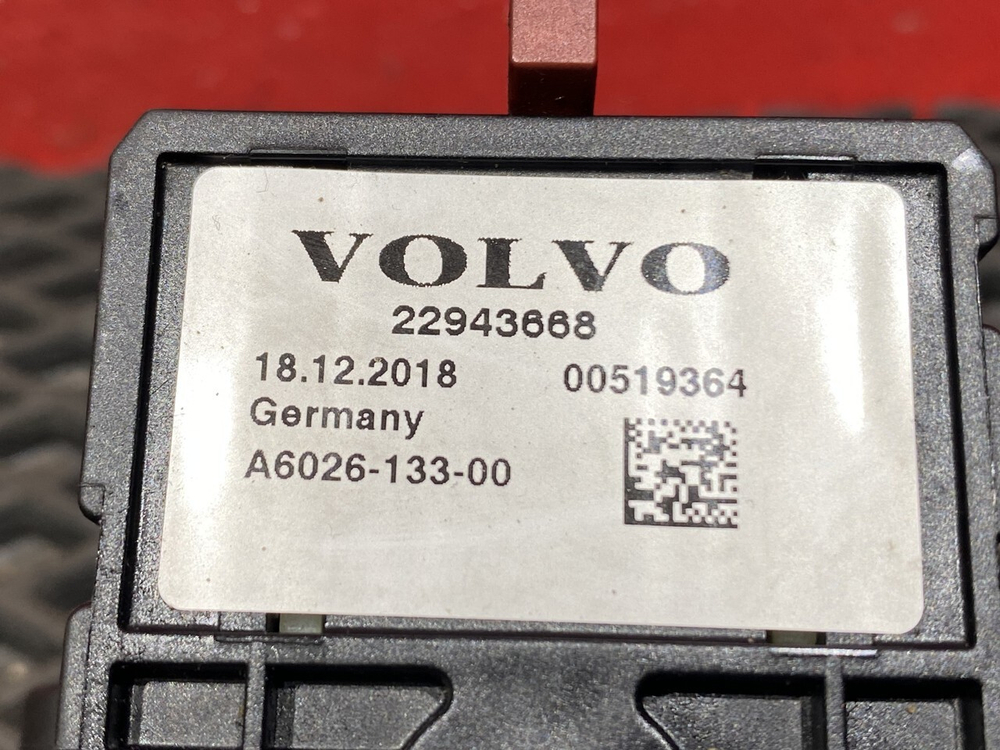 VOLVO
22943668
18.12.2018 00519364
Germany
A6026-133-00